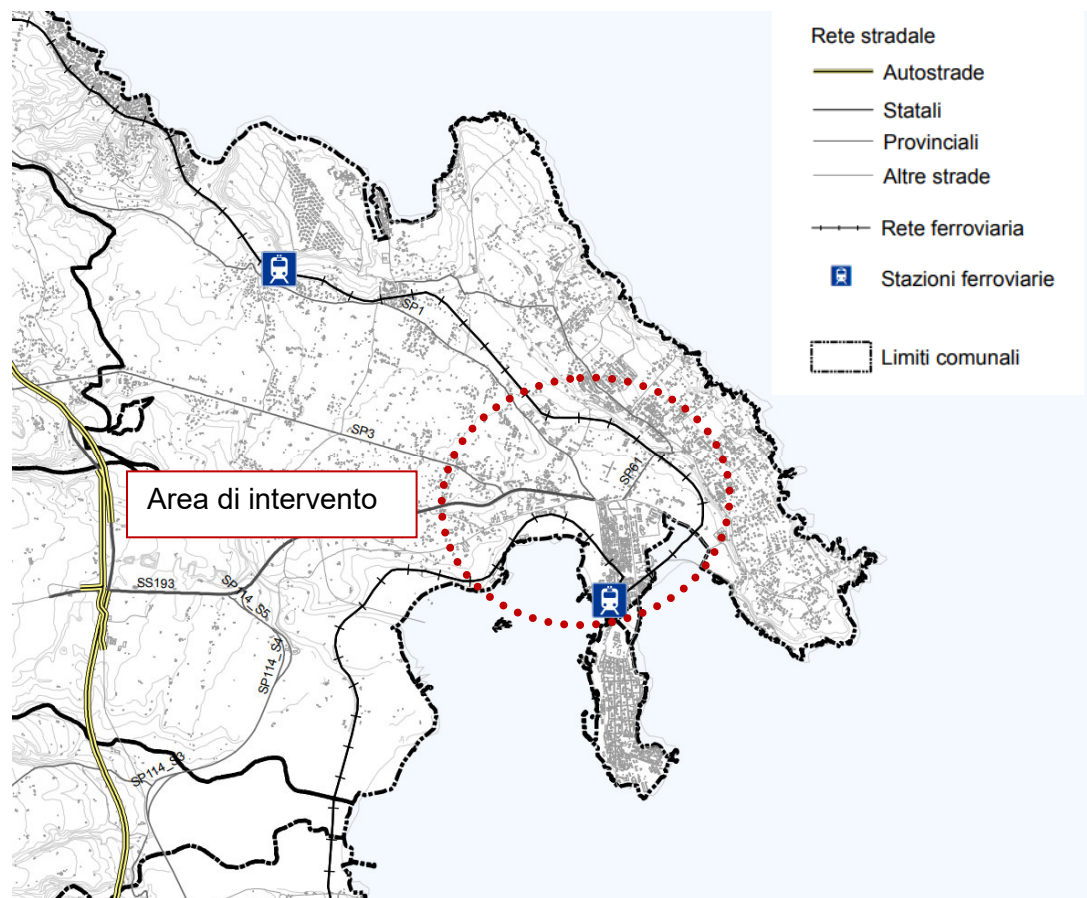 Rete stradale
Autostrade
Statali
Provinciali
Altre strade
Rete ferroviaria
Stazioni ferroviarie
Limiti comunali
SP1
SP3
SP61
Area di intervento
SS193
SP114_S5
SP114_S4
SP114_S3